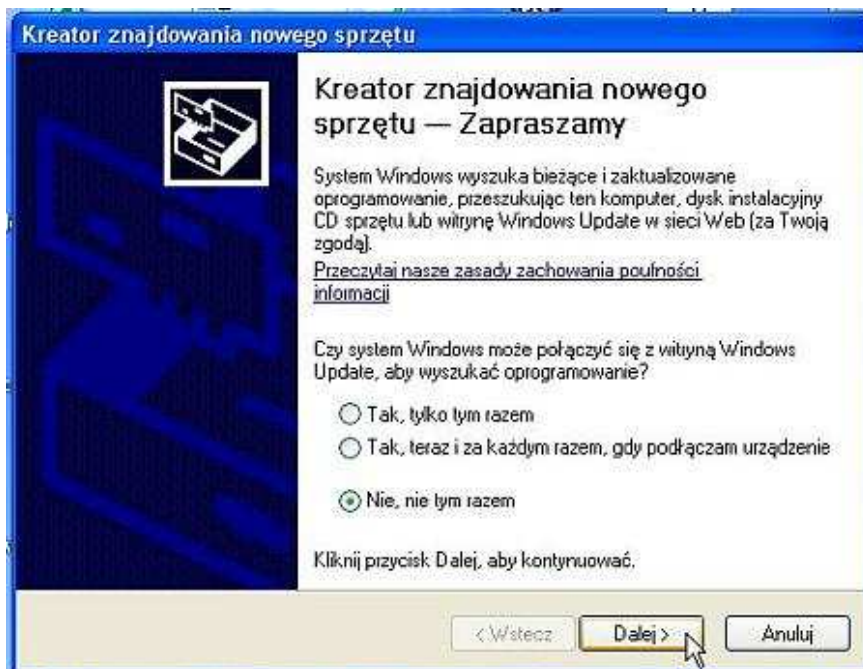 Kreator znajdowania nowego sprzętu
Kreator znajdowania nowego
sprzętu — Zapraszamy
System Windows wyszuka bieżące i zaktualizowane
oprogramowanie, przeszukując ten komputer, dysk instalacyjny
CD sprzętu lub witrynę Windows Update w sieci Web (za Twoją
zgodą).
Przeczytaj nasze zasady zachowania poufności
informacji
Czy system Windows może połączyć się z witryną Windows
Update, aby wyszukać oprogramowanie?
Tak, tylko tym razem
Tak, teraz i za każdym razem, gdy podłączam urządzenie
Nie, nie tym razem
Kliknij przycisk Dalej, aby kontynuować.
< Wstecz Dalej > Anuluj